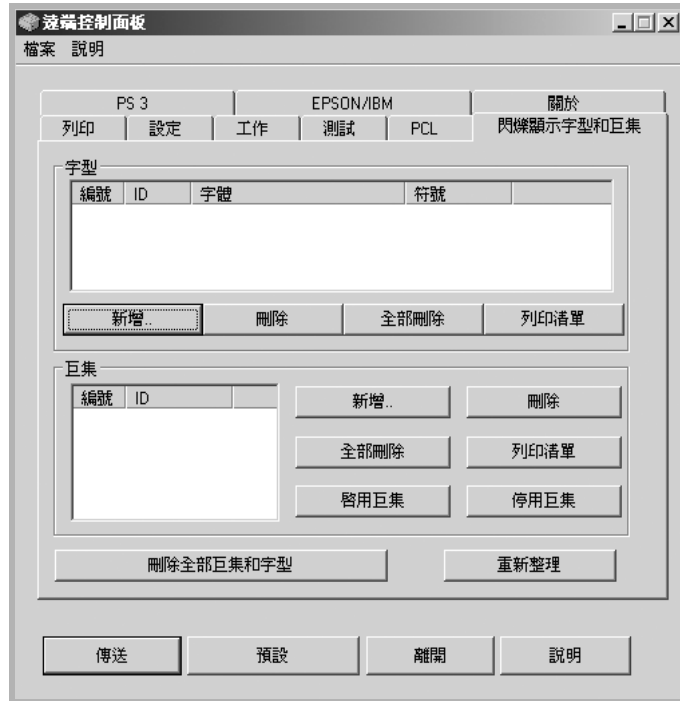 遠端控制面板
檔案 說明
PS 3 EPSON/IBM 關於
列印 設定 工作 測試 PCL 閃爍顯示字型和巨集
字型
編號 ID 字體 符號
新增.. 刪除 全部刪除 列印清單
巨集
編號 ID
新增.. 刪除
全部刪除 列印清單
啓用巨集 停用巨集
刪除全部巨集和字型 重新整理
傳送 預設 離開 說明